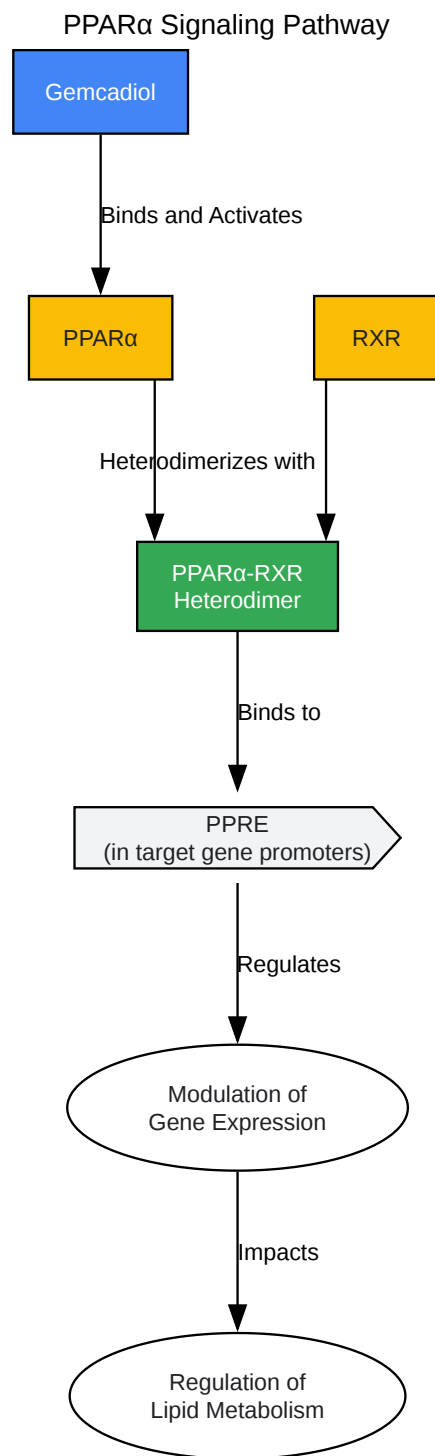 PPARα Signaling Pathway
Gemcadiol
Binds and Activates
PPARα
RXR
Heterodimerizes with
PPARα-RXR
Heterodimer
Binds to
PPRE
(in target gene promoters)
Regulates
Modulation of
Gene Expression
Impacts
Regulation of
Lipid Metabolism